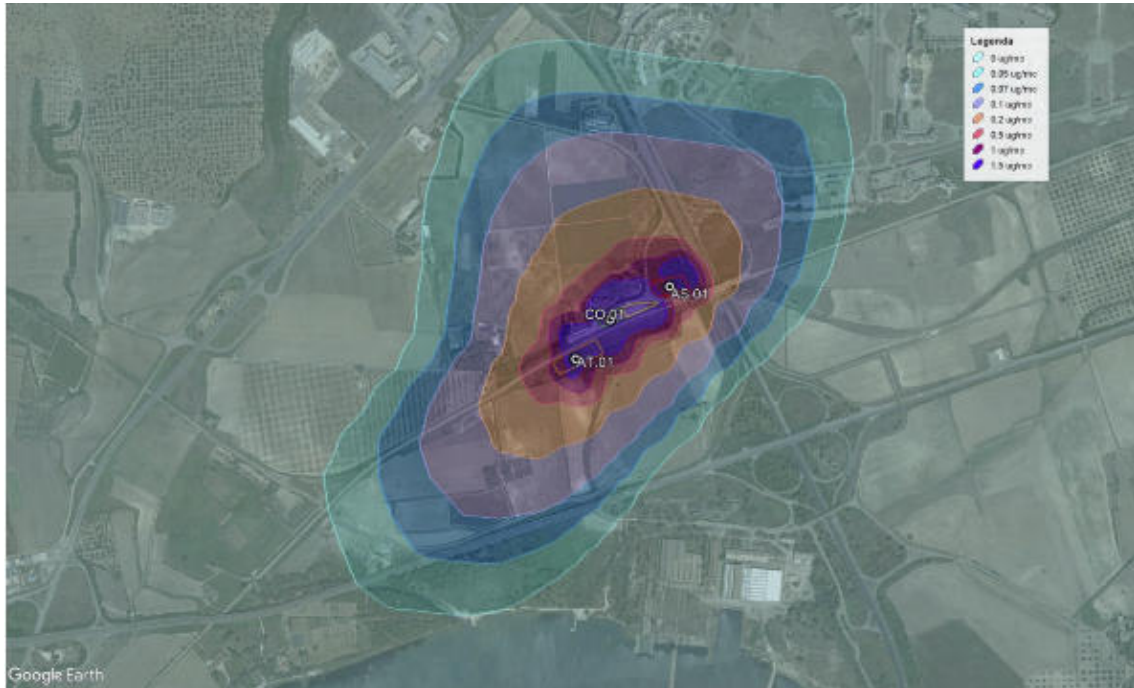 Legenda
0 ug/mc
0.05 ug/mc
0.07 ug/mc
0.1 ug/mc
0.2 ug/mc
0.5 ug/mc
1 ug/mc
1.5 ug/mc
AS.01
CO.01
AT.01
Google Earth